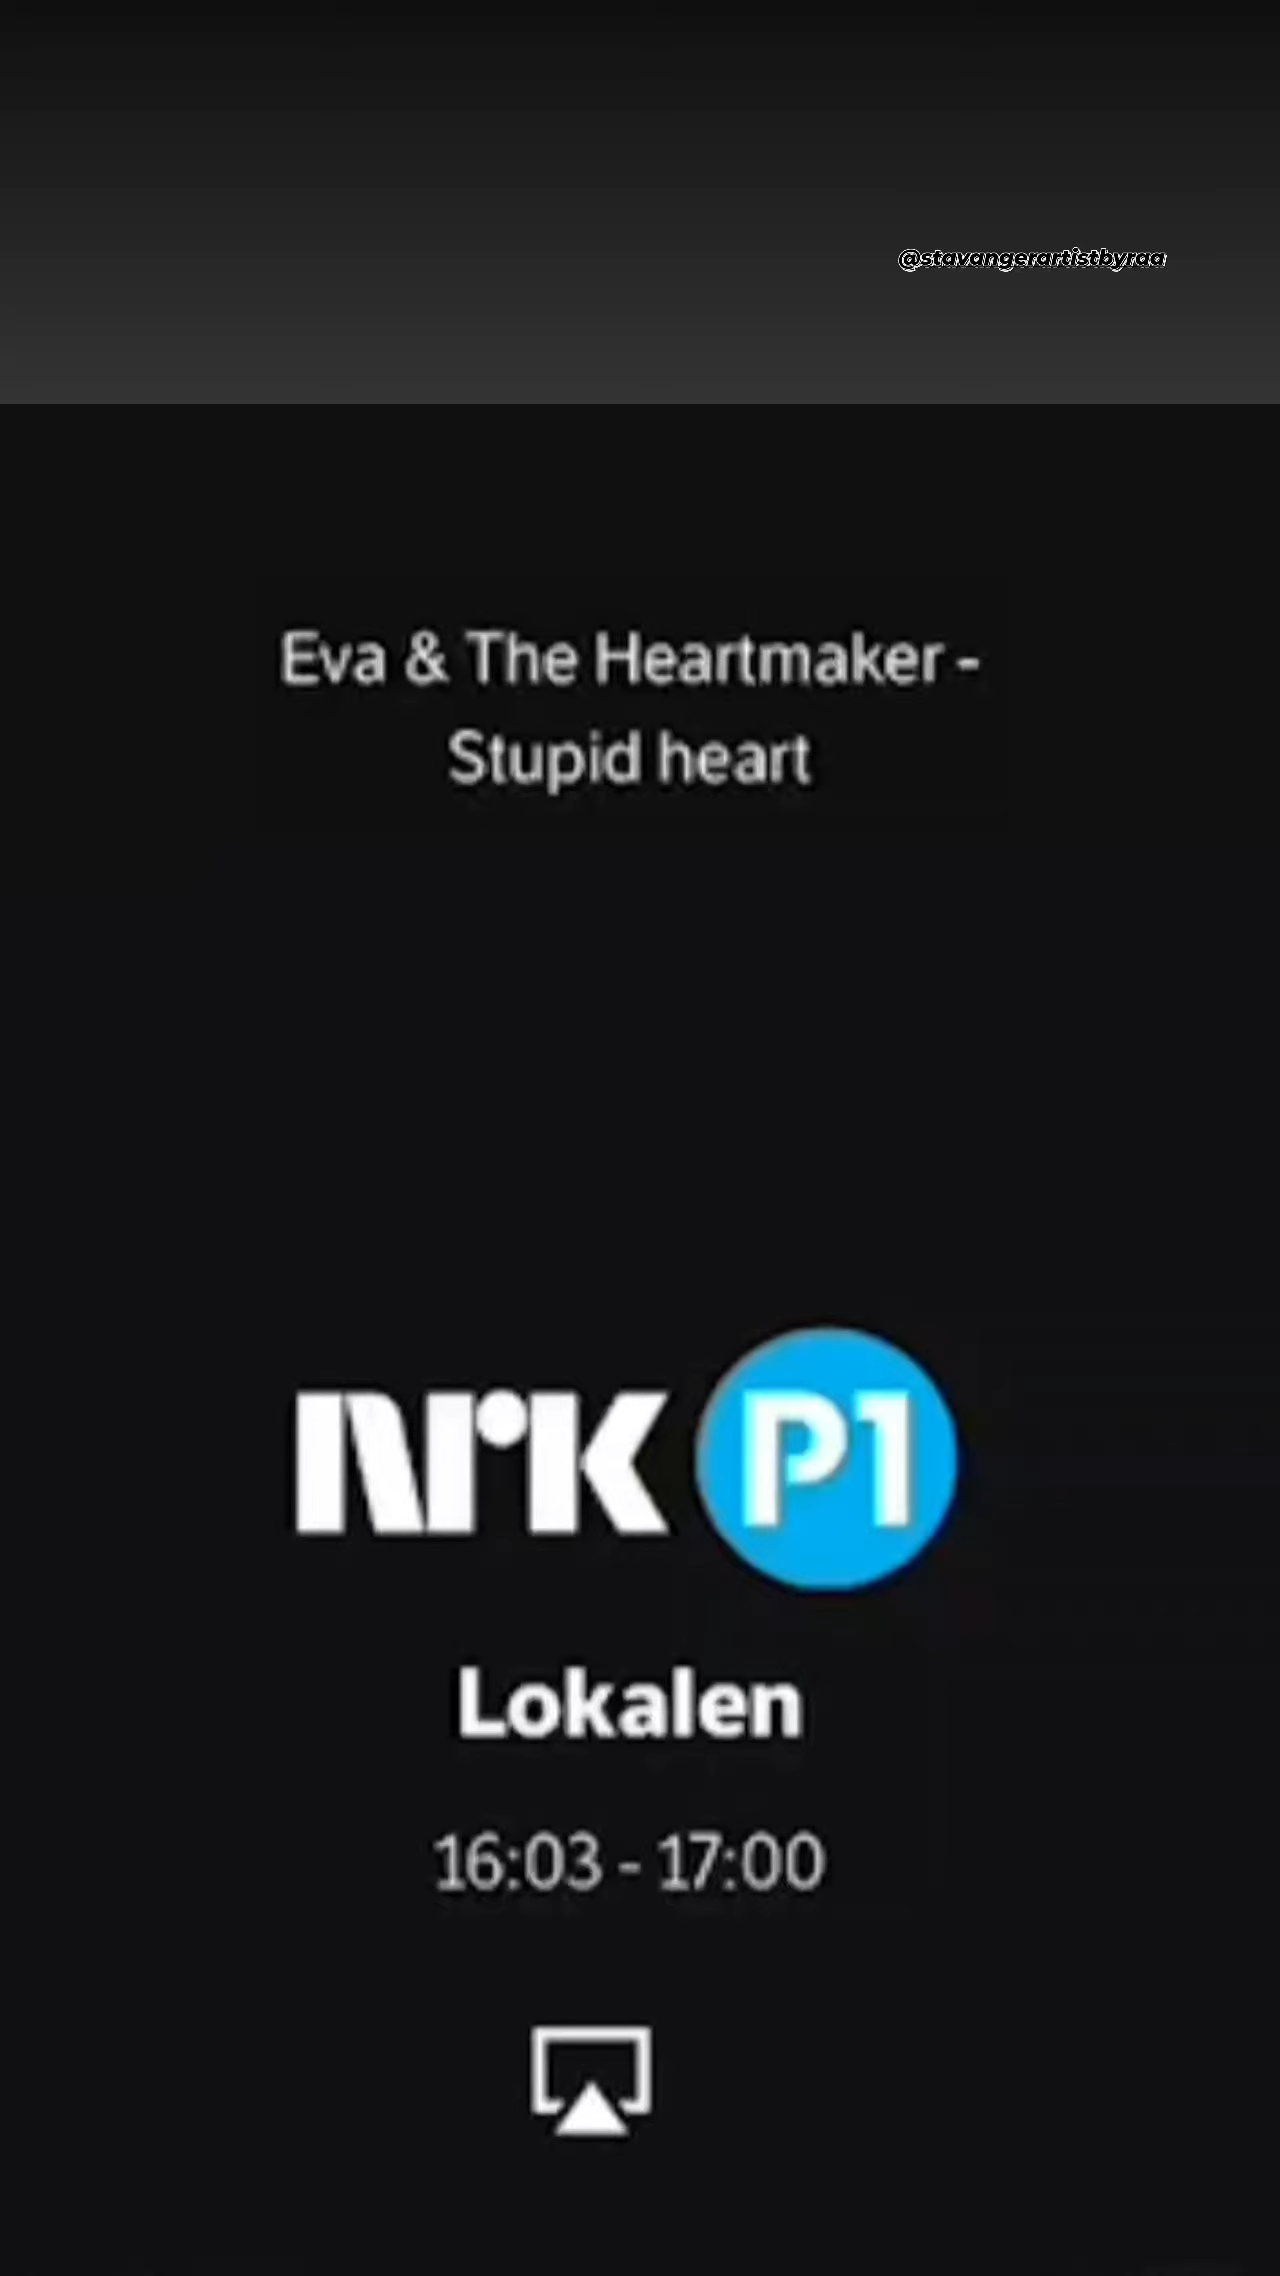 @stavangerartistbyraa
Eva & The Heartmaker -
Stupid heart
NRK P1
Lokalen
16:03 - 17:00